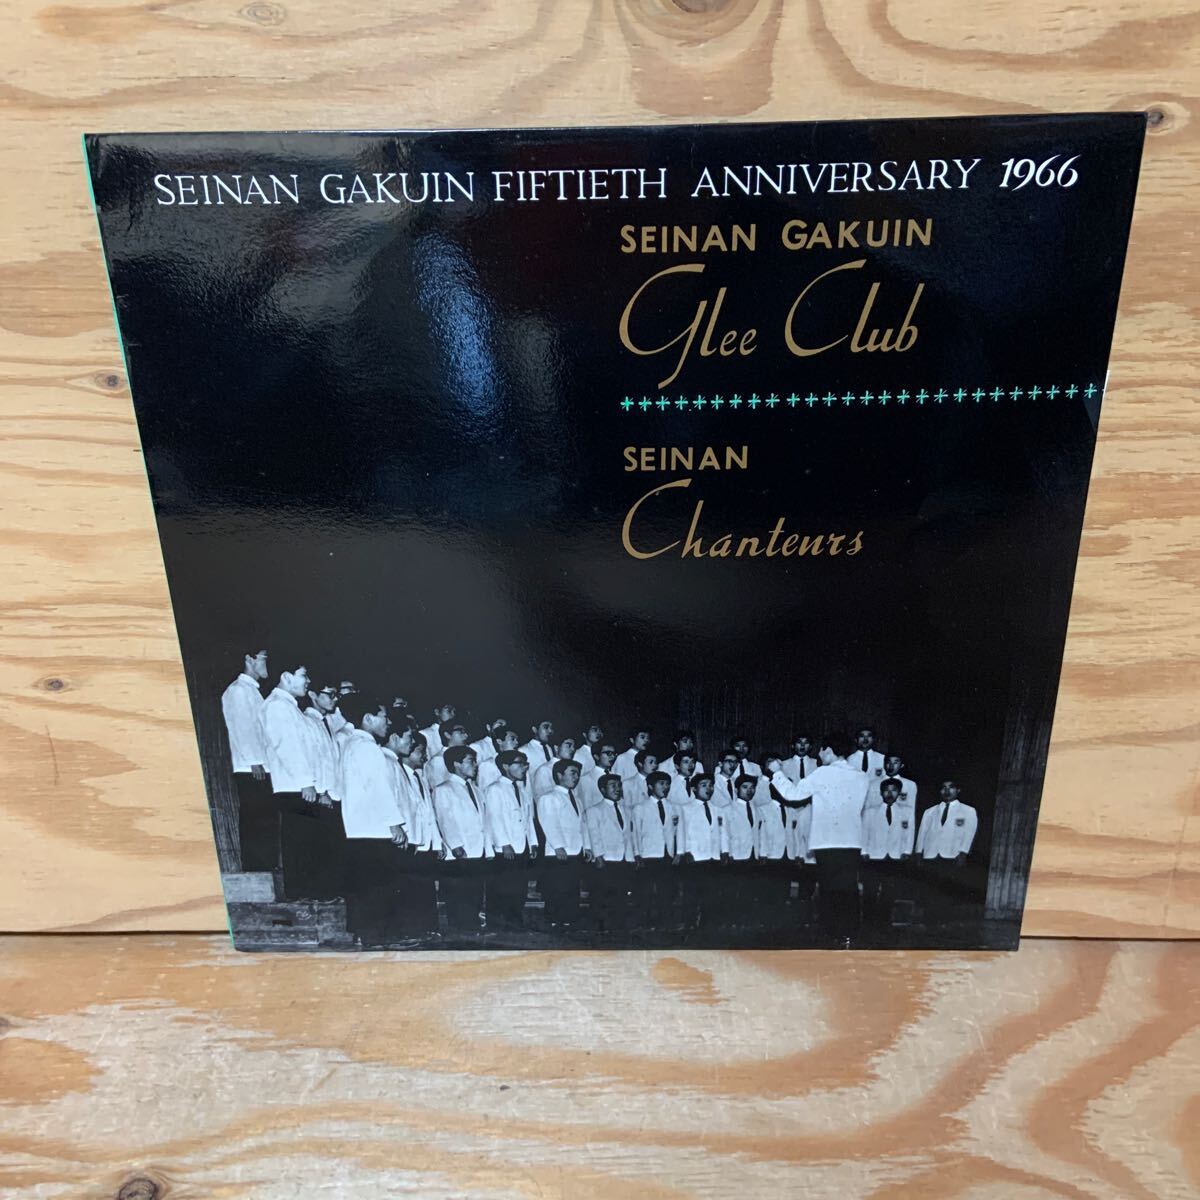 SEINAN GAKUIN FIFTIETH ANNIVERSARY 1966
SEINAN GAKUIN
Glee Club
SEINAN
Chanteurs